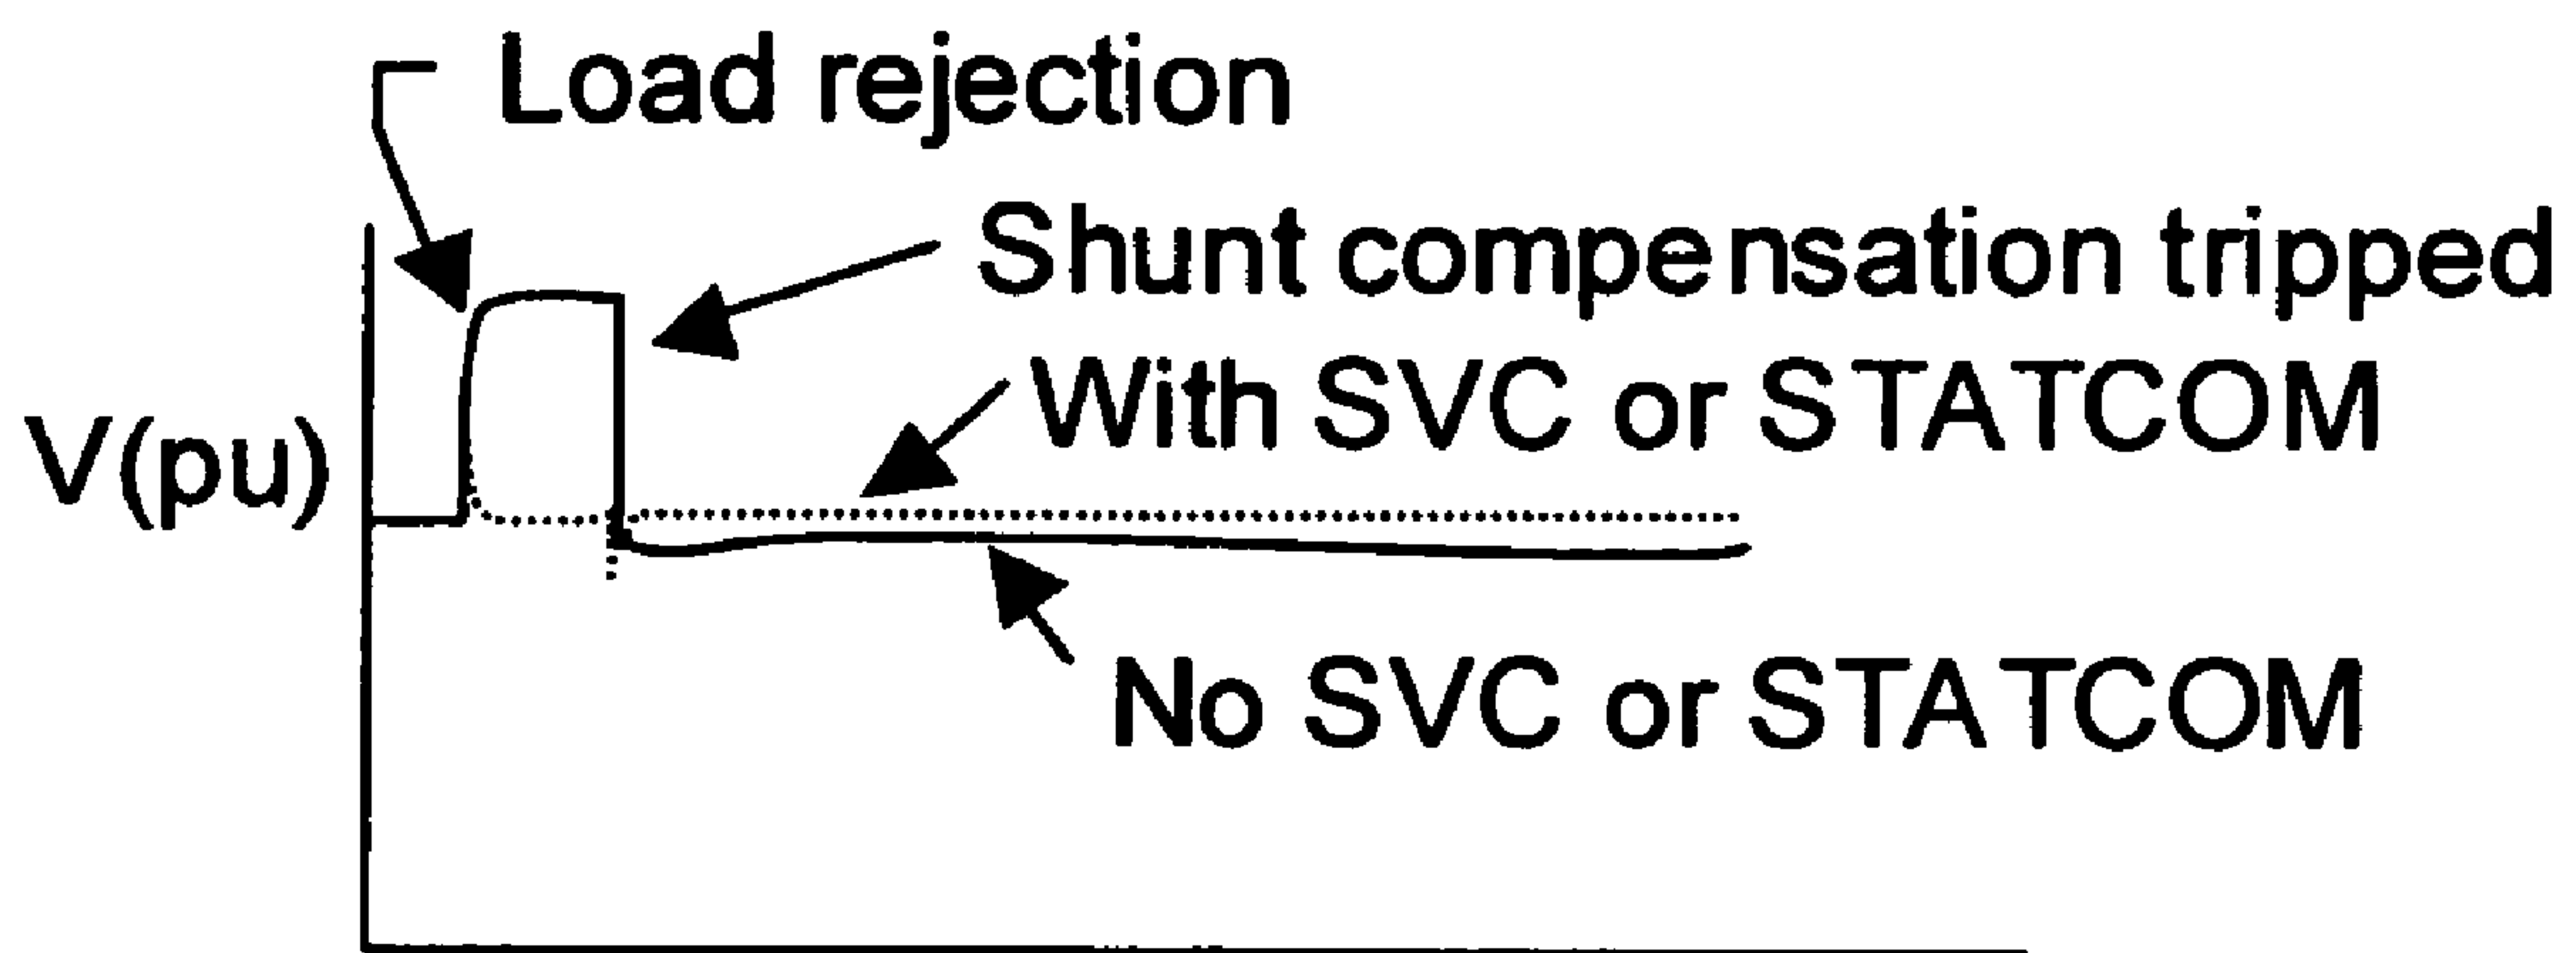 Load rejection
Shunt compensation tripped
With SVC or STATCOM
V(pu)
No SVC or STATCOM